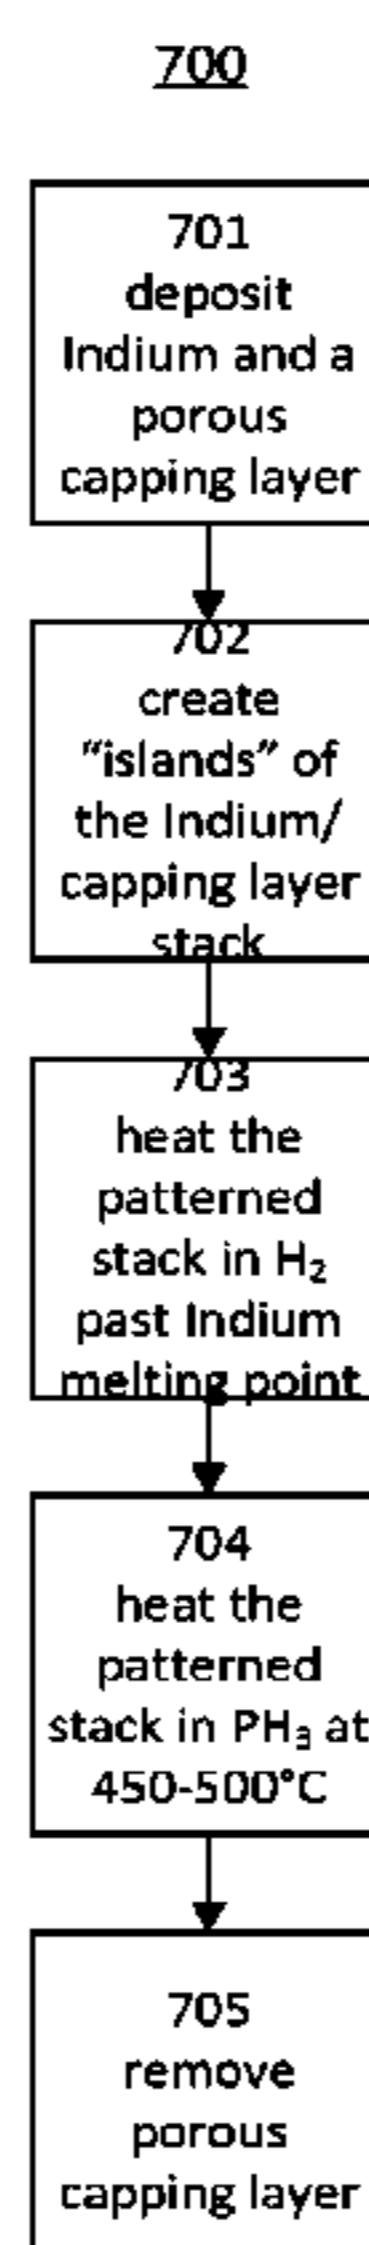 700
701
deposit
Indium and a
porous
capping layer
702
create
“islands” of
the Indium/
capping layer
stack
703
heat the
patterned
stack in H₂
past Indium
melting point
704
heat the
patterned
stack in PH₃ at
450-500°C
705
remove
porous
capping layer